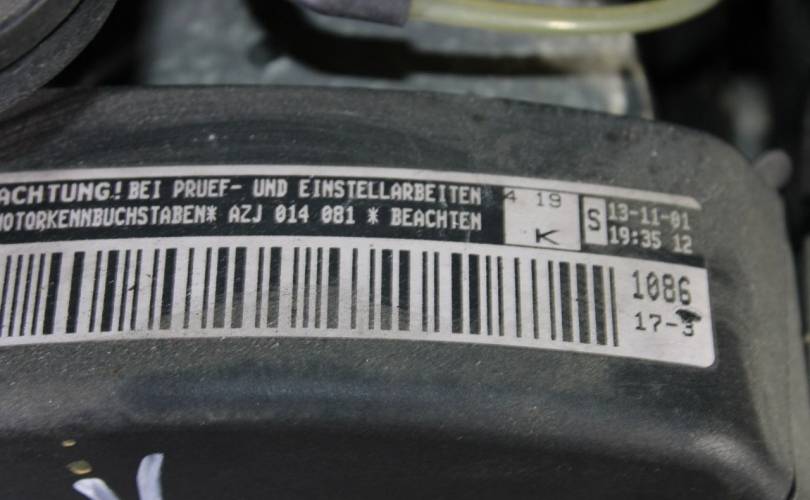 ACHTUNG! BEI PRUEF- UND EINSTELLARBEITEN
MOTORKENNBUCHSTABEN* AZJ 014 081 * BEACHTEN
4 19
K
S
13-11-01
19:35 12
1086
17-3